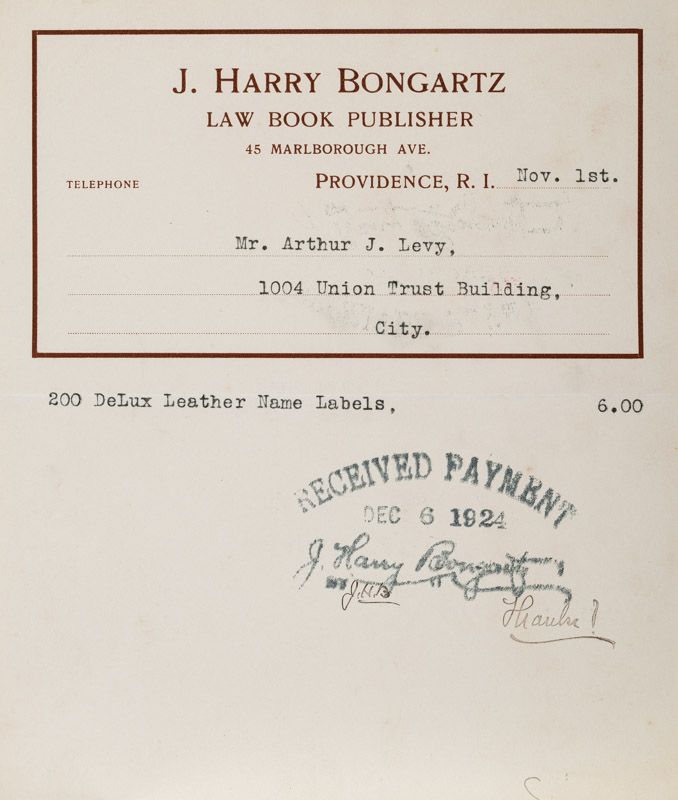 J. HARRY BONGARTZ
LAW BOOK PUBLISHER
45 MARLBOROUGH AVE.
TELEPHONE PROVIDENCE, R. I. Nov. 1st.
Mr. Arthur J. Levy,
1004 Union Trust Building,
City.
200 DeLux Leather Name Labels, 6.00
RECEIVED PAYMENT
DEC 6 1924
J. Harry Bongartz
J.H.B
Thanks!